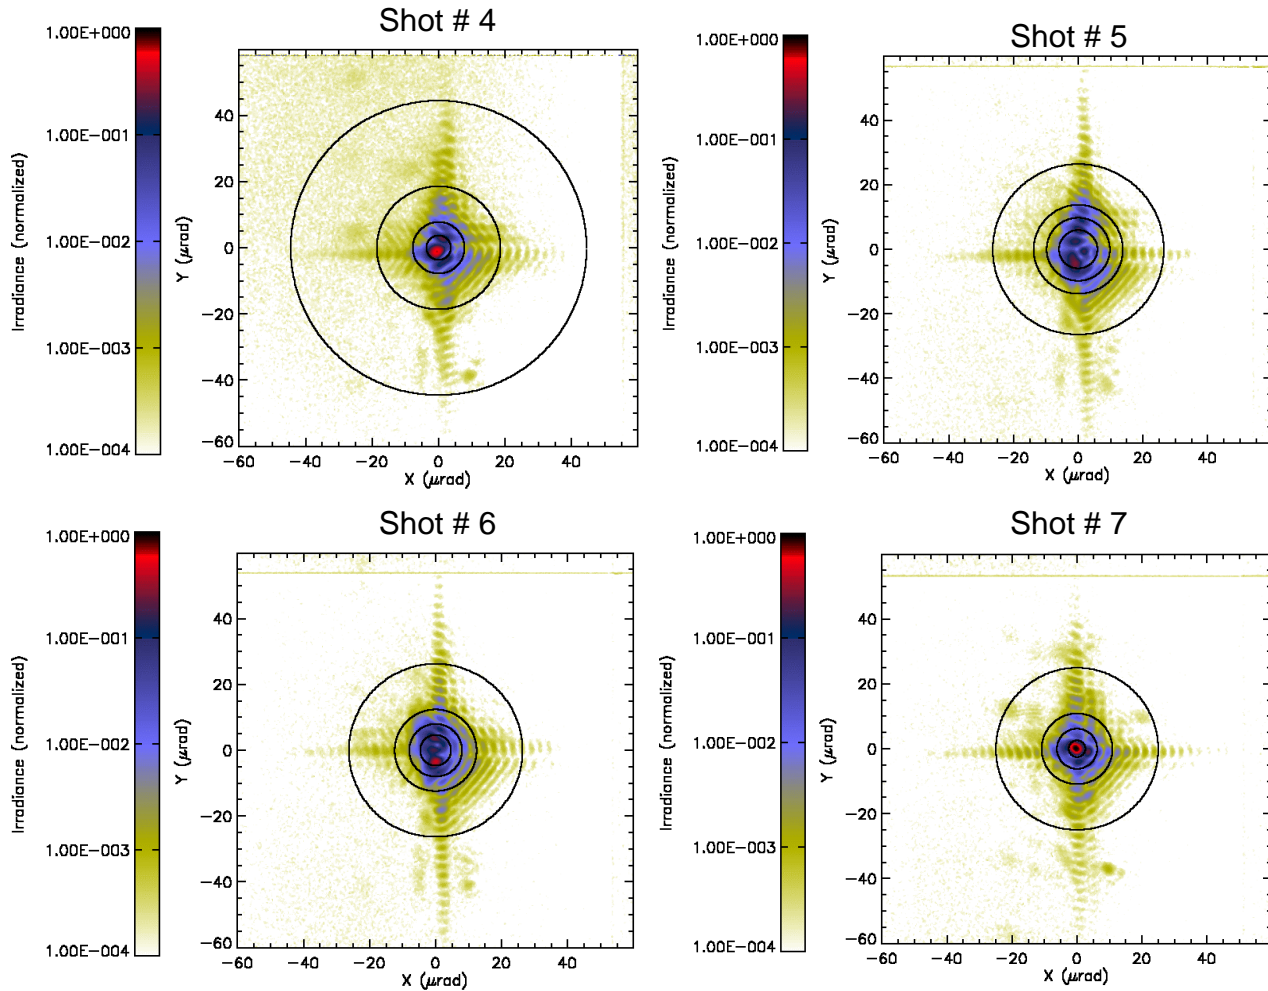 Shot # 4
1.00E+000
1.00E-001
1.00E-002
1.00E-003
1.00E-004
Irradiance (normalized)
Y (μrad)
40
20
0
-20
-40
-60
-60 -40 -20 0 20 40
X (μrad)
Shot # 5
1.00E+000
1.00E-001
1.00E-002
1.00E-003
1.00E-004
Irradiance (normalized)
Y (μrad)
40
20
0
-20
-40
-60
-60 -40 -20 0 20 40
X (μrad)
Shot # 6
1.00E+000
1.00E-001
1.00E-002
1.00E-003
1.00E-004
Irradiance (normalized)
Y (μrad)
40
20
0
-20
-40
-60
-60 -40 -20 0 20 40
X (μrad)
Shot # 7
1.00E+000
1.00E-001
1.00E-002
1.00E-003
1.00E-004
Irradiance (normalized)
Y (μrad)
40
20
0
-20
-40
-60
-60 -40 -20 0 20 40
X (μrad)